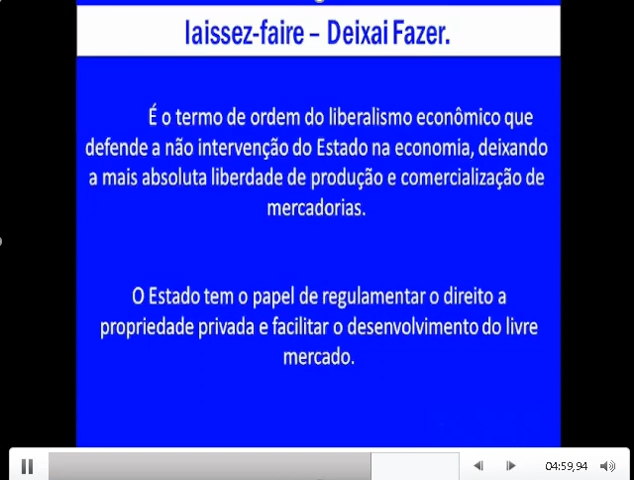 laissez-faire – Deixai Fazer.
É o termo de ordem do liberalismo econômico que
defende a não intervenção do Estado na economia, deixando
a mais absoluta liberdade de produção e comercialização de
mercadorias.
O Estado tem o papel de regulamentar o direito a
propriedade privada e facilitar o desenvolvimento do livre
mercado.
04:59,94